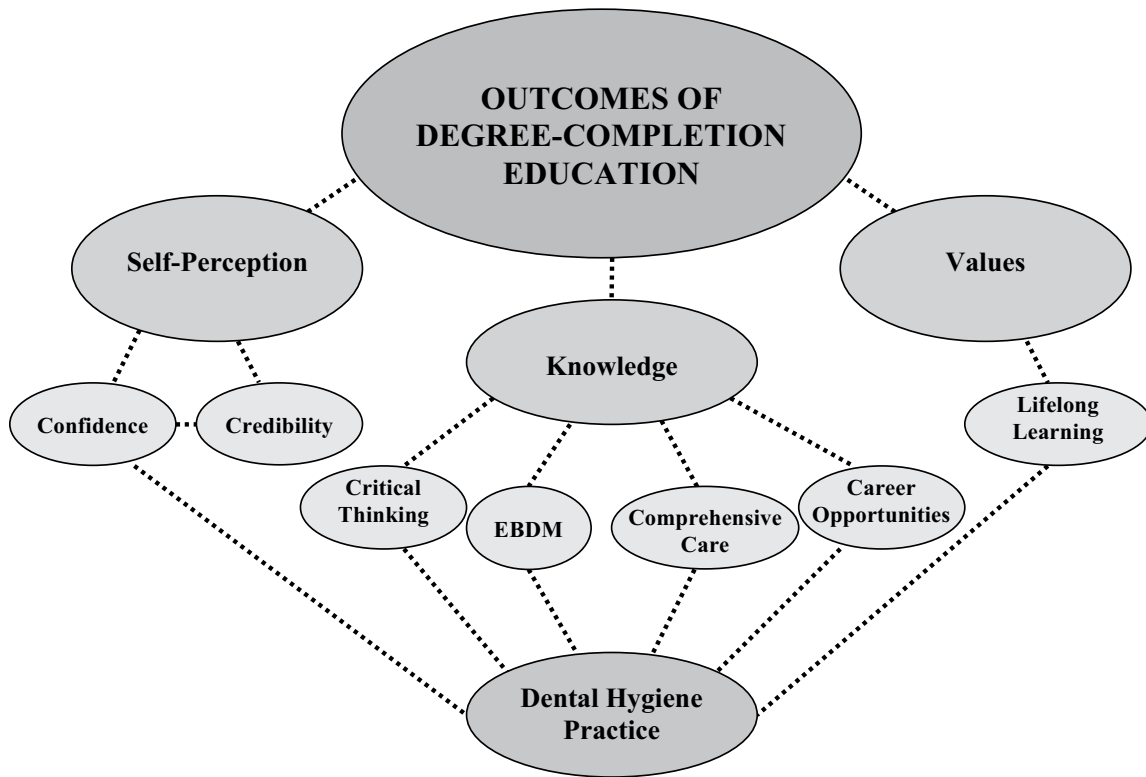 OUTCOMES OF
DEGREE-COMPLETION
EDUCATION
Self-Perception
Values
Knowledge
Confidence
Credibility
Lifelong
Learning
Critical
Thinking
EBDM
Comprehensive
Care
Career
Opportunities
Dental Hygiene
Practice